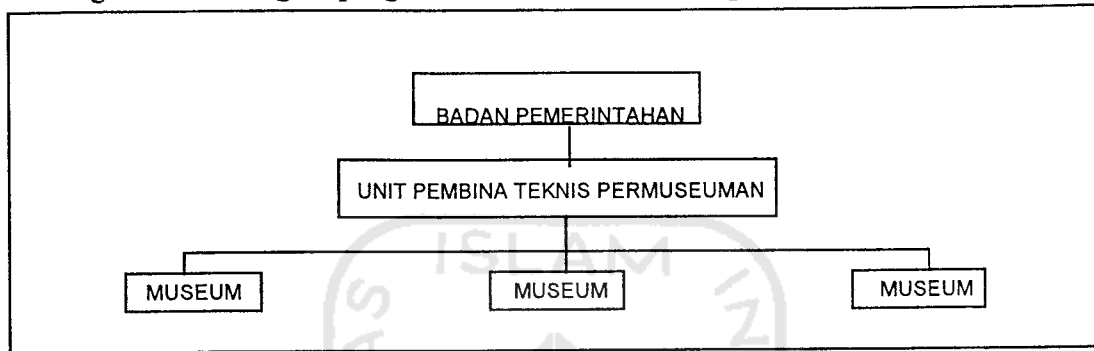 BADAN PEMERINTAHAN
UNIT PEMBINA TEKNIS PERMUSEUMAN
MUSEUM MUSEUM MUSEUM
ISLAM